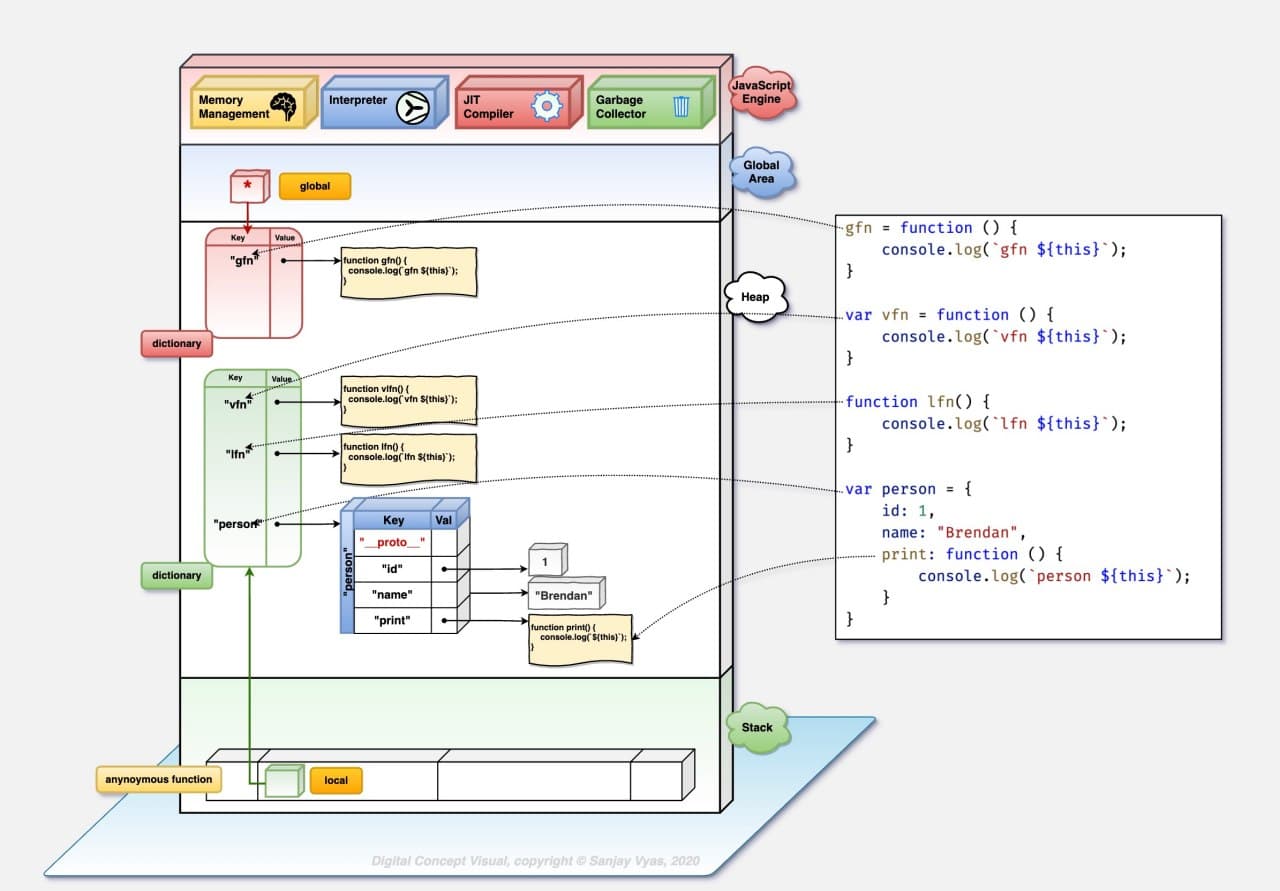 Memory
Management
Interpreter
JIT
Compiler
Garbage
Collector
JavaScript
Engine
Global
Area
*
global
Key Value
"gfn"
function gfn() {
console.log(`gfn ${this}`);
}
dictionary
Heap
Key Value
"vfn"
function vlfn() {
console.log(`vfn ${this}`);
}
"lfn"
function lfn() {
console.log(`lfn ${this}`);
}
"person"
dictionary
"person"
Key Val
"__proto__"
"id"
"name"
"print"
1
"Brendan"
function print() {
console.log(`${this}`);
}
Stack
anynoymous function
local
gfn = function () {
console.log(`gfn ${this}`);
}
var vfn = function () {
console.log(`vfn ${this}`);
}
function lfn() {
console.log(`lfn ${this}`);
}
var person = {
id: 1,
name: "Brendan",
print: function () {
console.log(`person ${this}`);
}
}
Digital Concept Visual, copyright © Sanjay Vyas, 2020